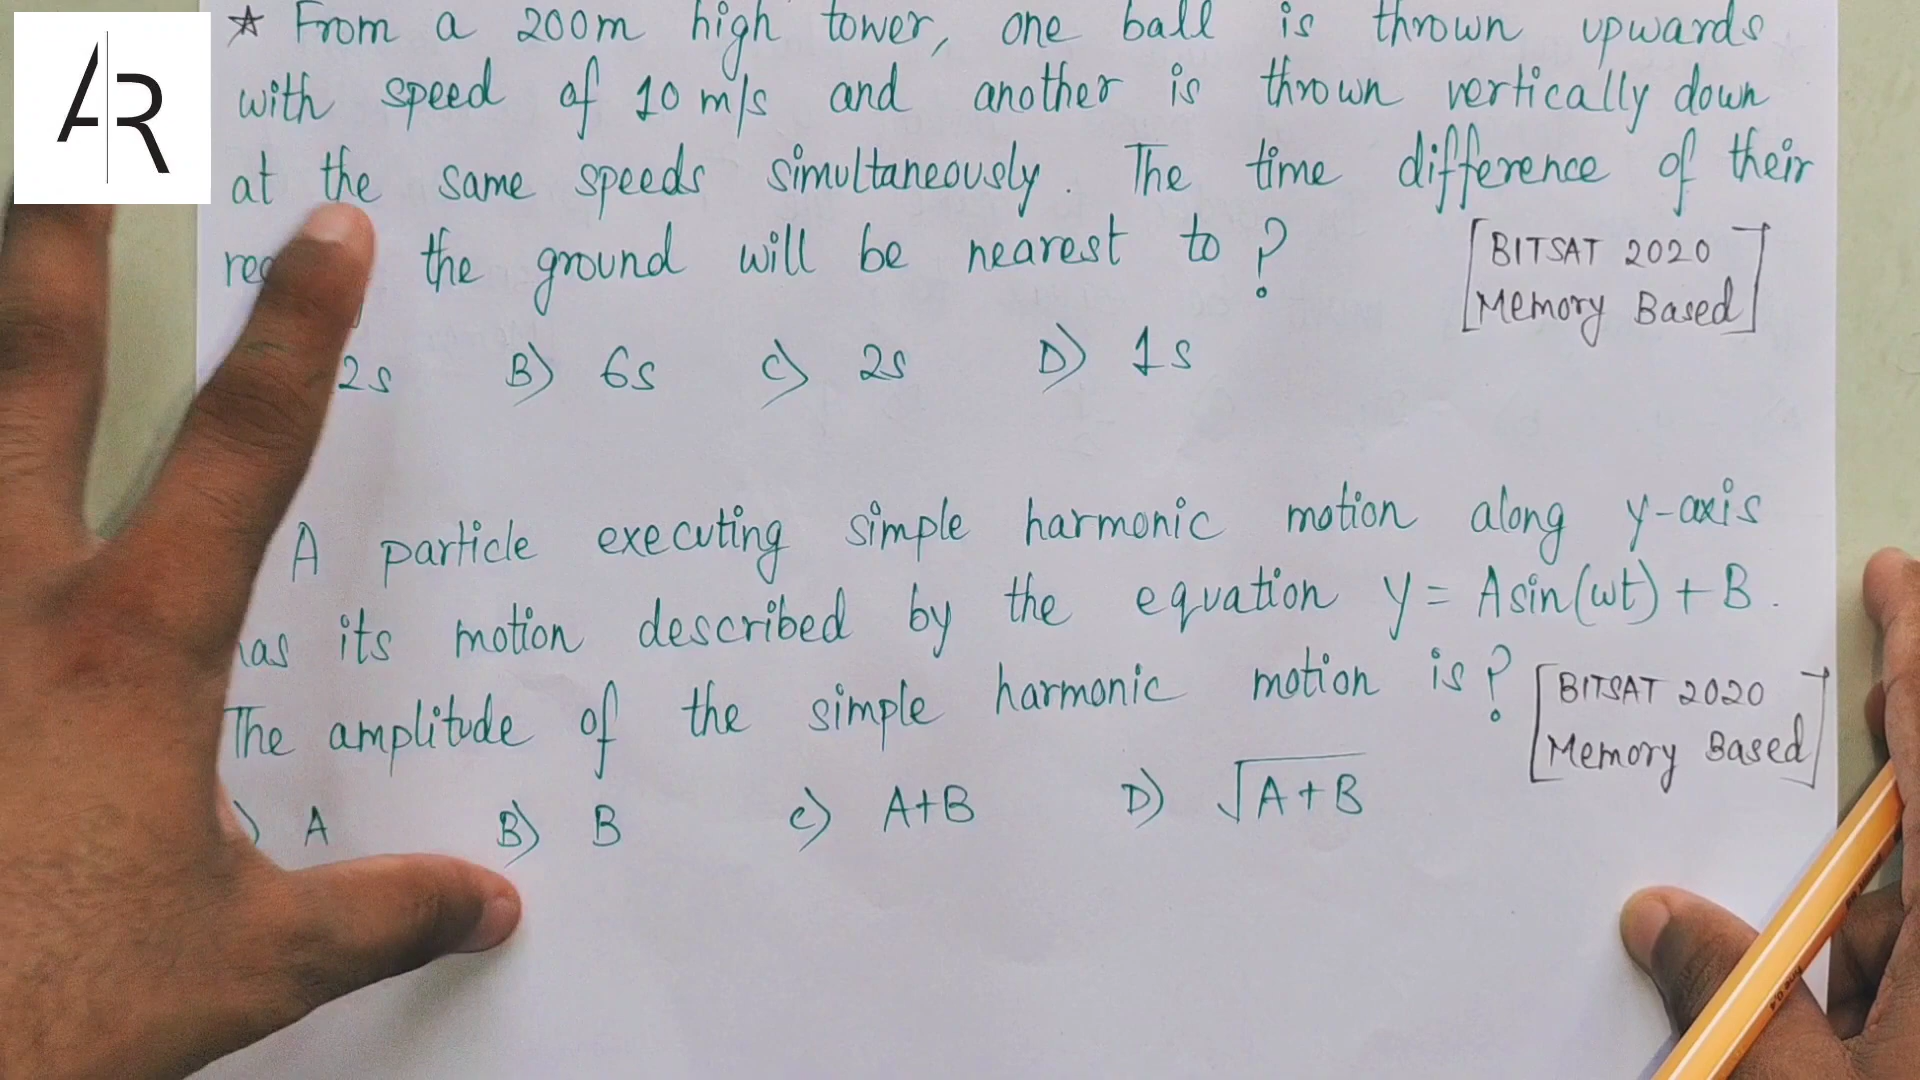 AR
☆ From a 200m high tower, one ball is thrown upwards
with speed of 10 m/s and another is thrown vertically down
at the same speeds simultaneously. The time difference of their
the ground will be nearest to ?
[BITSAT 2020
Memory Based]
2s B) 6s C) 2s D) 1s
A particle executing simple harmonic motion along y-axis
its motion described by the equation y = A sin(wt) + B.
The amplitude of the simple harmonic motion is ?
[BITSAT 2020
Memory Based]
) A B) B C) A+B D) √A+B